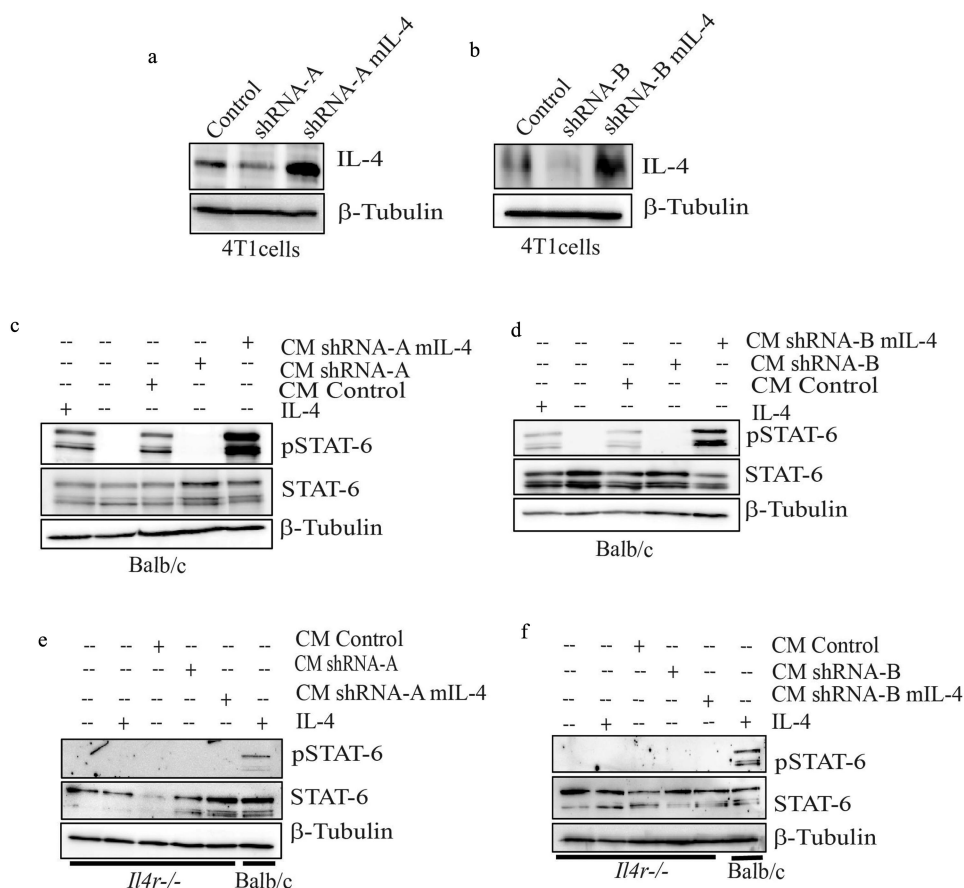 a
Control
shRNA-A
shRNA-A mIL-4
IL-4
β-Tubulin
4T1cells
b
Control
shRNA-B
shRNA-B mIL-4
IL-4
β-Tubulin
4T1cells
c
-- -- -- -- + CM shRNA-A mIL-4
-- -- -- + -- CM shRNA-A
-- -- + -- -- CM Control
+ -- -- -- -- IL-4
pSTAT-6
STAT-6
β-Tubulin
Balb/c
d
-- -- -- -- + CM shRNA-B mIL-4
-- -- -- + -- CM shRNA-B
-- -- + -- -- CM Control
+ -- -- -- -- IL-4
pSTAT-6
STAT-6
β-Tubulin
Balb/c
e
-- -- + -- -- -- CM Control
-- -- -- + -- -- CM shRNA-A
-- -- -- -- + -- CM shRNA-A mIL-4
-- + -- -- -- + IL-4
pSTAT-6
STAT-6
β-Tubulin
Il4r-/- Balb/c
f
-- -- + -- -- -- CM Control
-- -- -- + -- -- CM shRNA-B
-- -- -- -- + -- CM shRNA-B mIL-4
-- + -- -- -- + IL-4
pSTAT-6
STAT-6
β-Tubulin
Il4r-/- Balb/c